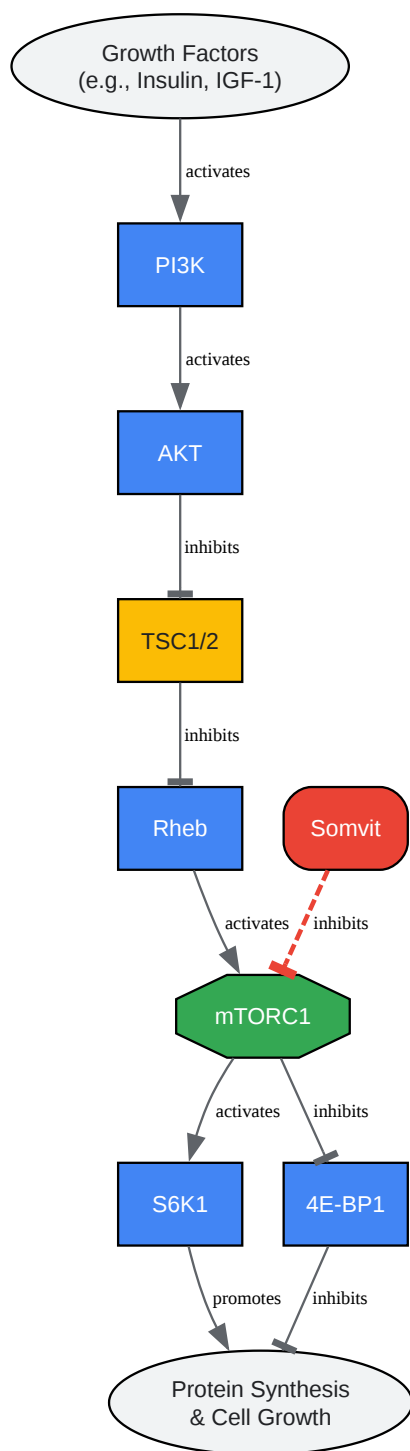 Growth Factors
(e.g., Insulin, IGF-1)
activates
PI3K
activates
AKT
inhibits
TSC1/2
inhibits
Rheb
Somvit
activates
inhibits
mTORC1
activates
inhibits
S6K1
4E-BP1
promotes
inhibits
Protein Synthesis
& Cell Growth